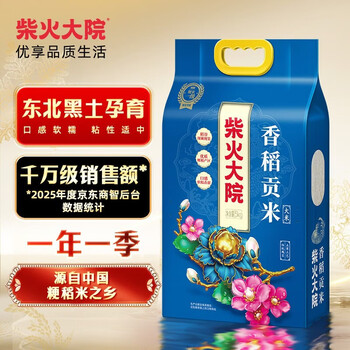 柴火大院
优享品质生活
东北黑土孕育
口感软糯 粘性适中
千万级销售额*
*2025年度京东商智后台
数据统计
一年一季
源自中国
粳稻米之乡
柴火大院
香稻贡米
大米
柴火大院
香稻贡米